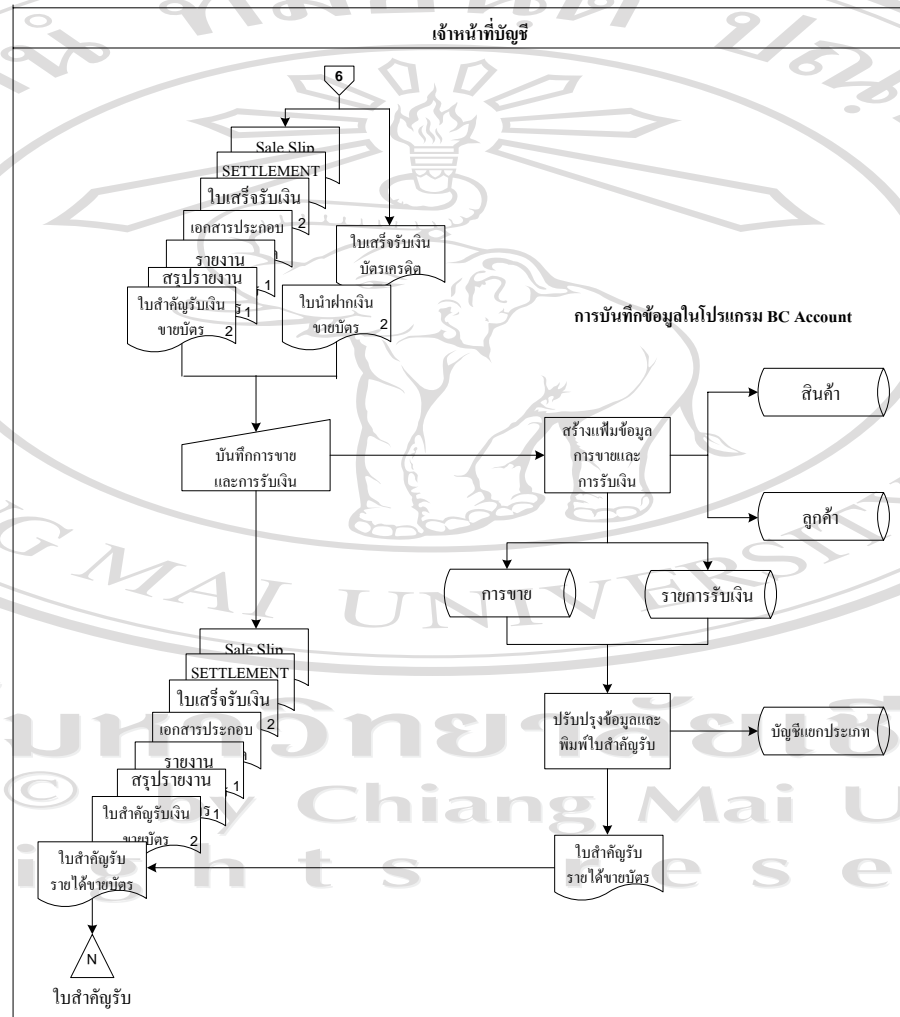 เจ้าหน้าที่บัญชี
6
Sale Slip
SETTLEMENT
ใบเสร็จรับเงิน
2
เอกสารประกอบ
รายงาน
1
สรุปรายงาน
1
ใบสำคัญรับเงิน
ขายบัตร 2
ใบเสร็จรับเงิน
บัตรเครดิต
ใบนำฝากเงิน
ขายบัตร 2
การบันทึกข้อมูลในโปรแกรม BC Account
สินค้า
บันทึกการขาย
และการรับเงิน
สร้างแฟ้มข้อมูล
การขายและ
การรับเงิน
ลูกค้า
การขาย
รายการรับเงิน
Sale Slip
SETTLEMENT
ใบเสร็จรับเงิน
2
เอกสารประกอบ
รายงาน
1
สรุปรายงาน
1
ใบสำคัญรับเงิน
ขายบัตร 2
ใบสำคัญรับ
รายได้ขายบัตร
ปรับปรุงข้อมูลและ
พิมพ์ใบสำคัญรับ
บัญชีแยกประเภท
ใบสำคัญรับ
รายได้ขายบัตร
N
ใบสำคัญรับ
MAI UNIVERSIT
© by Chiang Mai U
ights rese